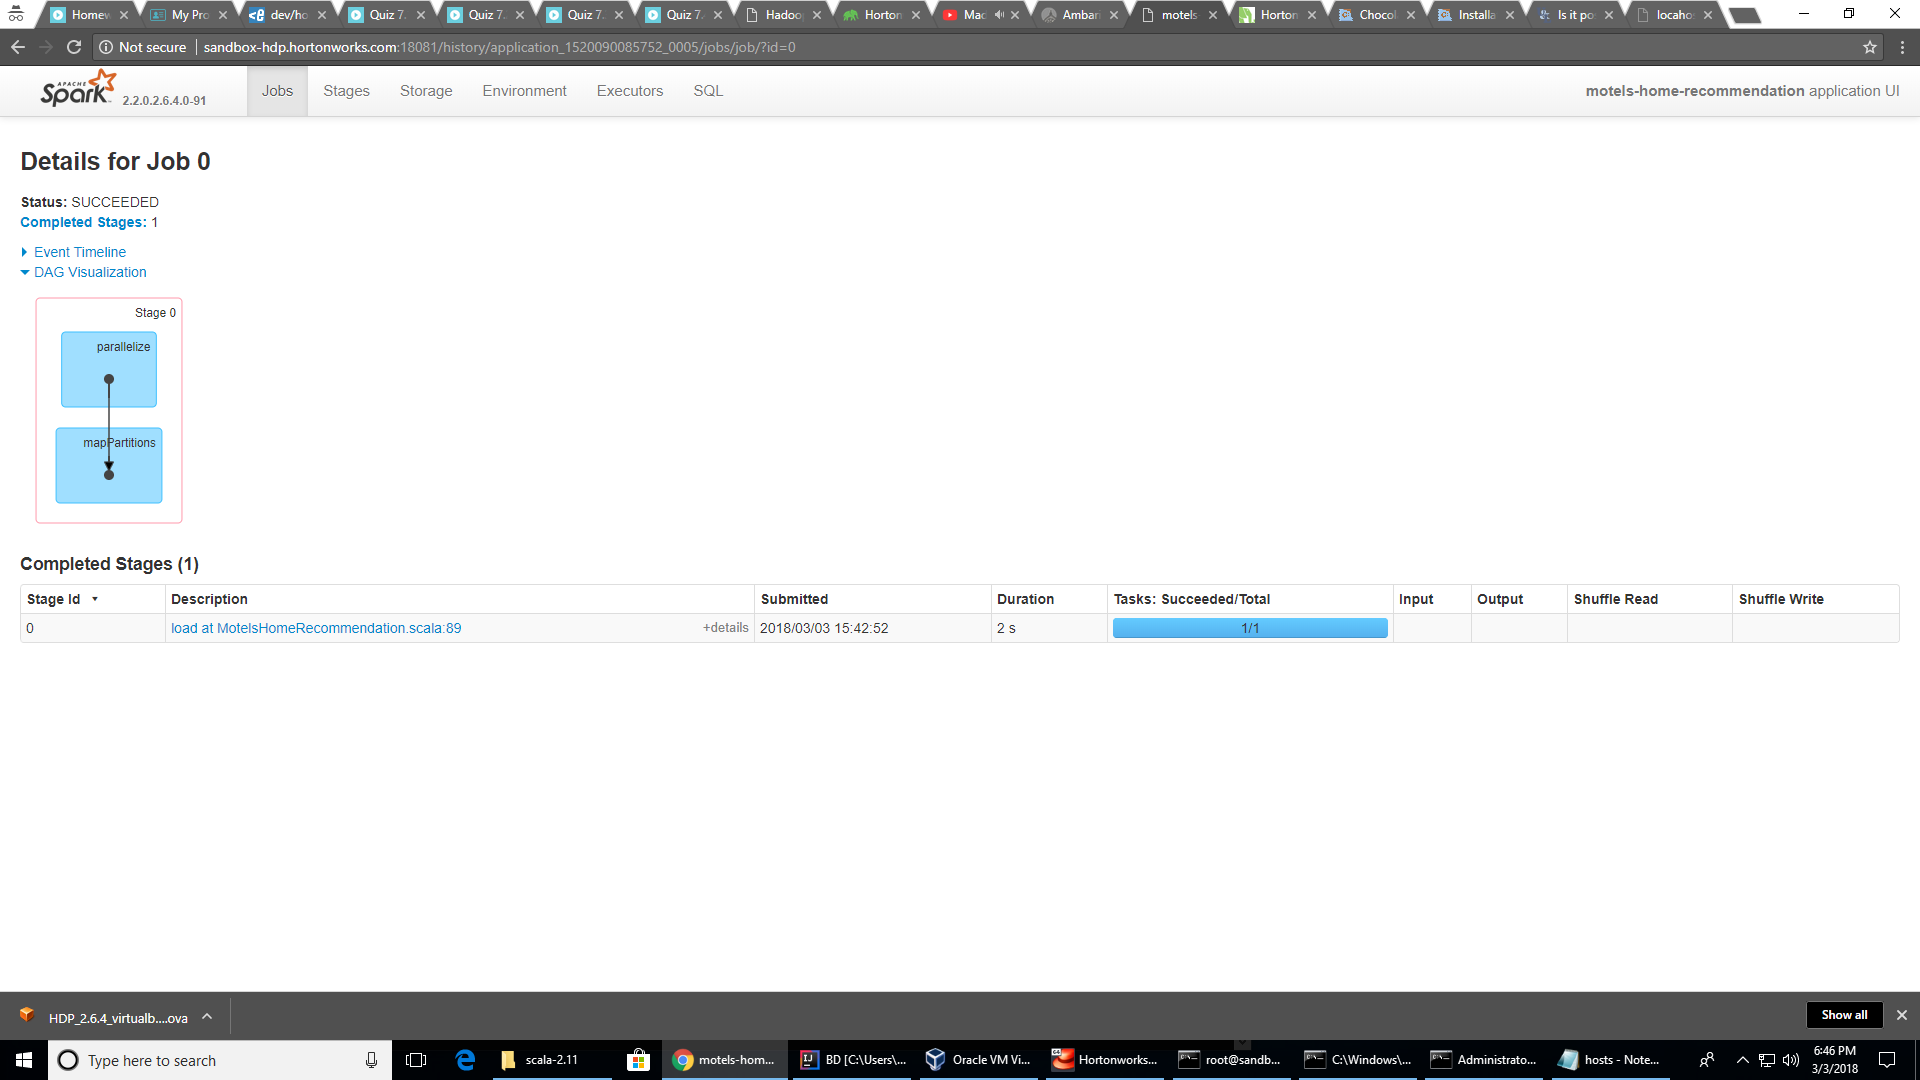 Homew
My Pro
dev/ho
Quiz 7.
Quiz 7.
Quiz 7.
Quiz 7.
Hadoo
Horton
Mac
Ambari
motels
Horton
Chocol
Installa
Is it po
locaho
Not secure
sandbox-hdp.hortonworks.com:18081/history/application_1520090085752_0005/jobs/job/?id=0
APACHE
Spark 2.2.0.2.6.4.0-91
Jobs
Stages
Storage
Environment
Executors
SQL
motels-home-recommendation application UI
Details for Job 0
Status: SUCCEEDED
Completed Stages: 1
Event Timeline
DAG Visualization
Stage 0
parallelize
mapPartitions
Completed Stages (1)
Stage Id Description Submitted Duration Tasks: Succeeded/Total Input Output Shuffle Read Shuffle Write
0 load at MotelsHomeRecommendation.scala:89 +details 2018/03/03 15:42:52 2 s 1/1
HDP_2.6.4_virtualb....ova
Show all
Type here to search
scala-2.11
motels-hom...
BD [C:\Users\...
Oracle VM Vi...
Hortonworks...
root@sandb...
C:\Windows\...
Administrato...
hosts - Note...
6:46 PM
3/3/2018